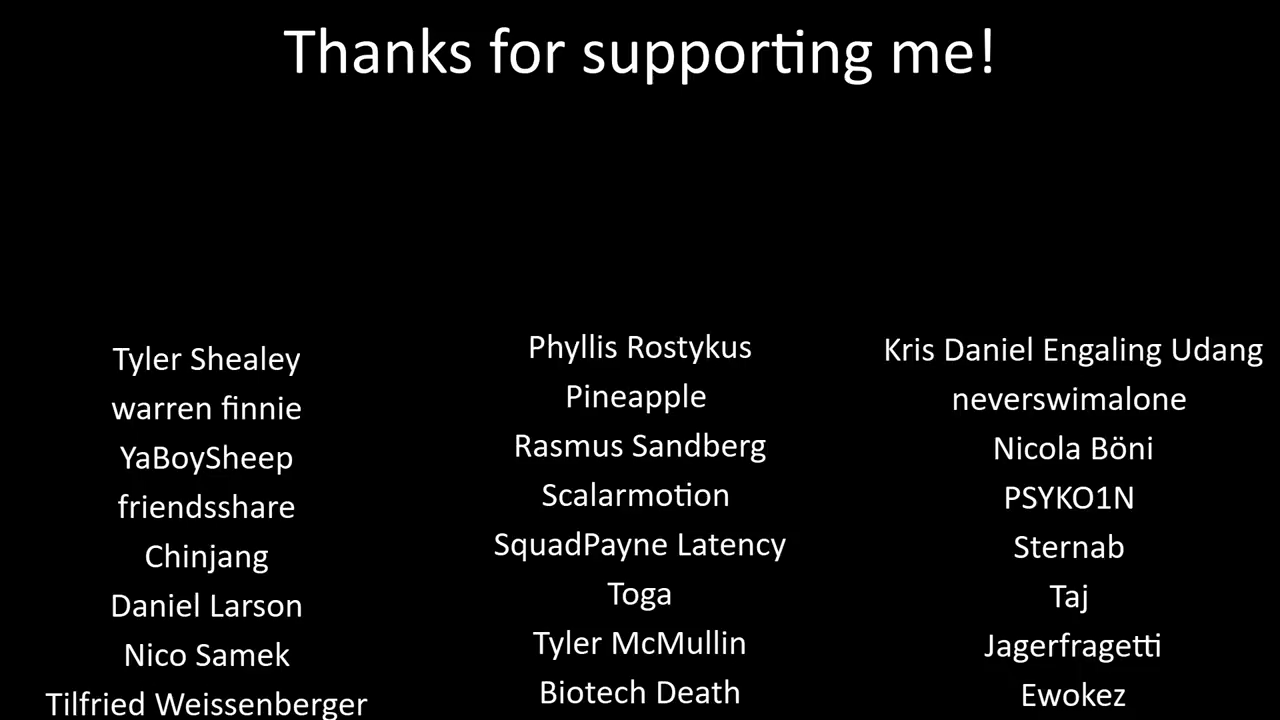 Thanks for supporting me!
Tyler Shealey
warren finnie
YaBoySheep
friendsshare
Chinjang
Daniel Larson
Nico Samek
Tilfried Weissenberger
Phyllis Rostykus
Pineapple
Rasmus Sandberg
Scalarmotion
SquadPayne Latency
Toga
Tyler McMullin
Biotech Death
Kris Daniel Engaling Udang
neverswimalone
Nicola Böni
PSYKO1N
Sternab
Taj
Jagerfragetti
Ewokez